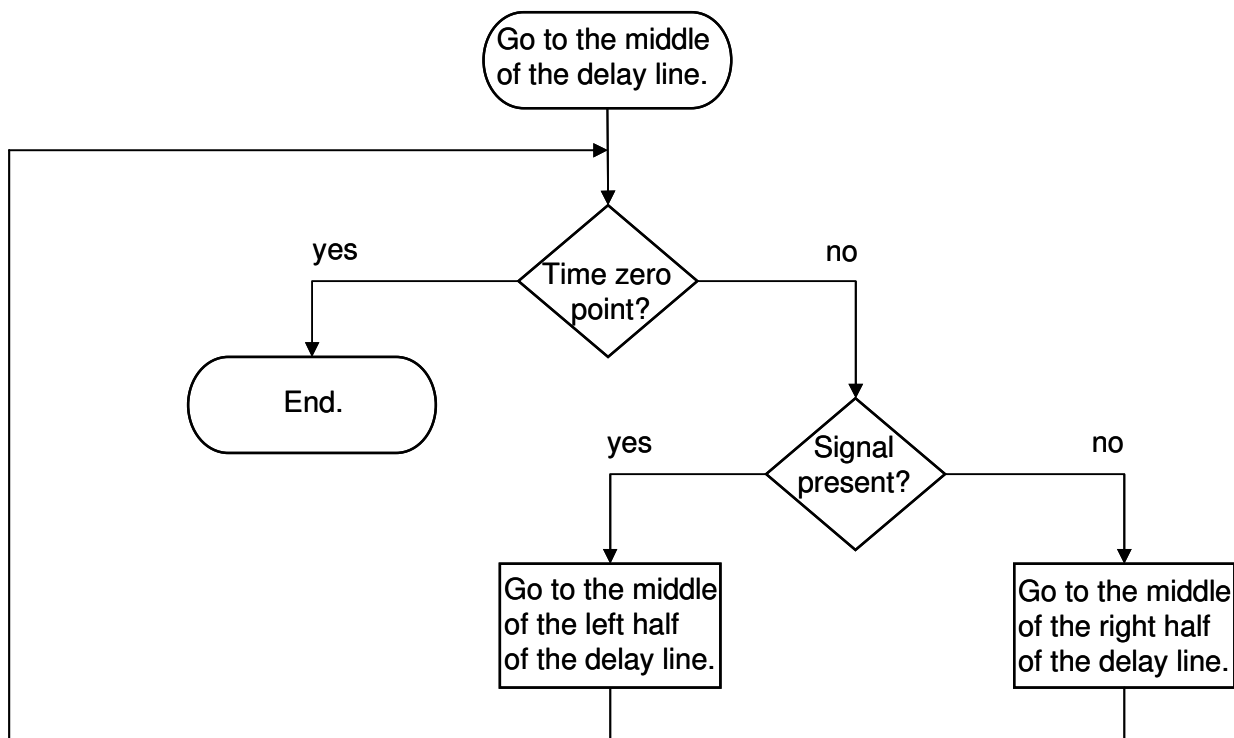 Go to the middle
of the delay line.
yes
no
Time zero
point?
End.
yes
no
Signal
present?
Go to the middle
of the left half
of the delay line.
Go to the middle
of the right half
of the delay line.